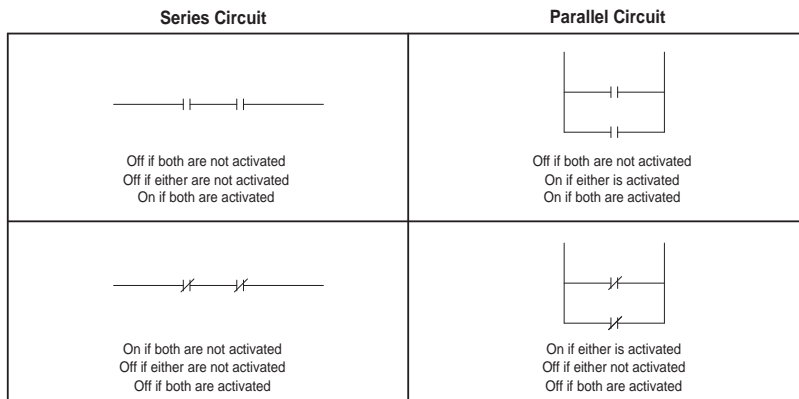 Series Circuit
Parallel Circuit
Off if both are not activated
Off if either are not activated
On if both are activated
Off if both are not activated
On if either is activated
On if both are activated
On if both are not activated
Off if either are not activated
Off if both are activated
On if either is activated
Off if either not activated
Off if both are activated